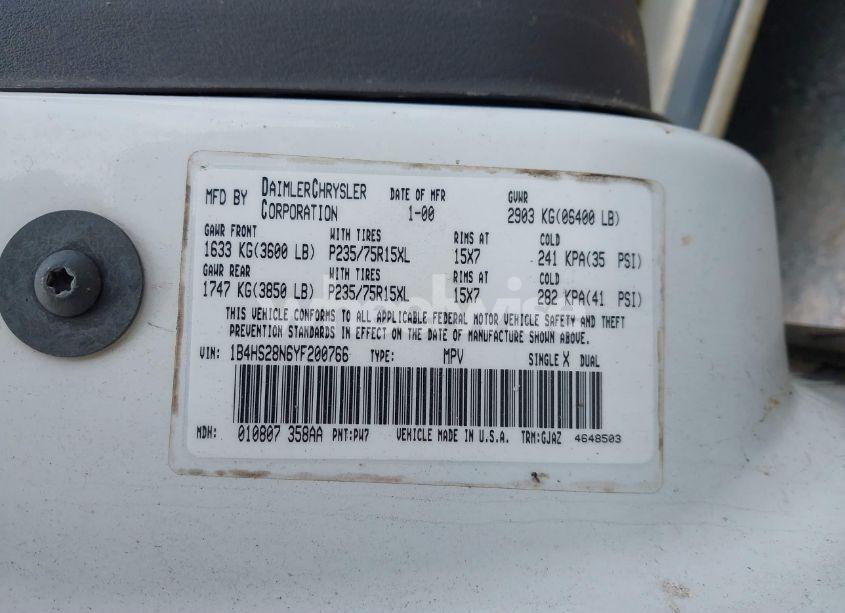 MFD BY DAIMLERCHRYSLER CORPORATION DATE OF MFR 1-00 GVWR 2903 KG(06400 LB)
GAWR FRONT WITH TIRES RIMS AT COLD
1633 KG(3600 LB) P235/75R15XL 15X7 241 KPA(35 PSI)
GAWR REAR WITH TIRES RIMS AT COLD
1747 KG(3850 LB) P235/75R15XL 15X7 282 KPA(41 PSI)
THIS VEHICLE CONFORMS TO ALL APPLICABLE FEDERAL MOTOR VEHICLE SAFETY AND THEFT
PREVENTION STANDARDS IN EFFECT ON THE DATE OF MANUFACTURE SHOWN ABOVE.
VIN: 1B4HS28N6YF200766 TYPE: MPV SINGLE X DUAL
MDH: 010807 358AA PNT:PW7 VEHICLE MADE IN U.S.A. TRM:GJAZ 4648503